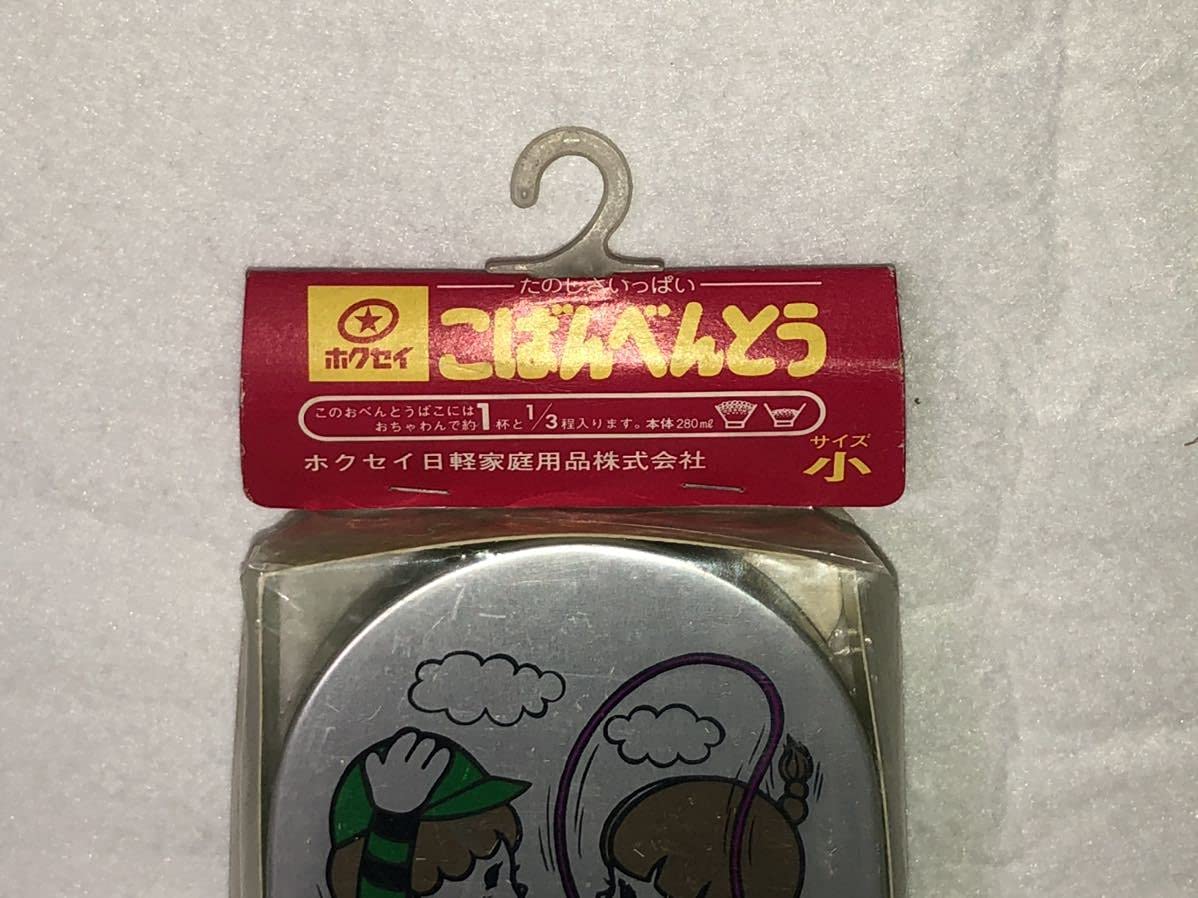 たのしさいっぱい
ホクセイ
こばんべんとう
このおべんとうばこには
おちゃわんで約1杯と1/3程入ります。本体280mℓ
サイズ
小
ホクセイ日軽家庭用品株式会社